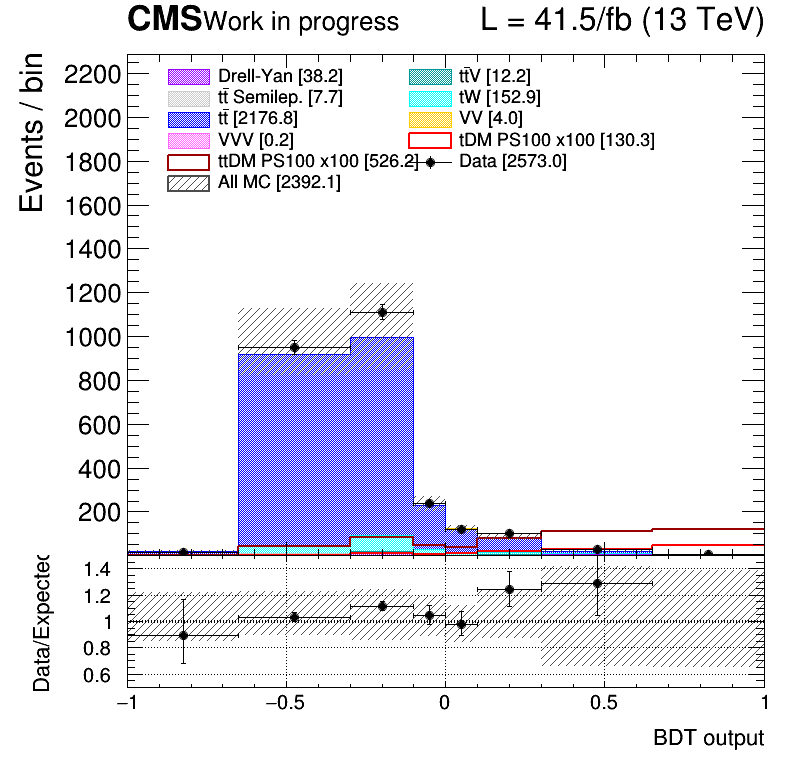 CMS Work in progress L = 41.5/fb (13 TeV)
Events / bin
2200
2000
1800
1600
1400
1200
1000
800
600
400
200
Drell-Yan [38.2] tt̄V [12.2]
tt̄ Semilep. [7.7] tW [152.9]
tt̄ [2176.8] VV [4.0]
VVV [0.2] tDM PS100 x100 [130.3]
ttDM PS100 x100 [526.2] Data [2573.0]
All MC [2392.1]
Data/Expected
1.4
1.2
1
0.8
0.6
−1 −0.5 0 0.5 1
BDT output